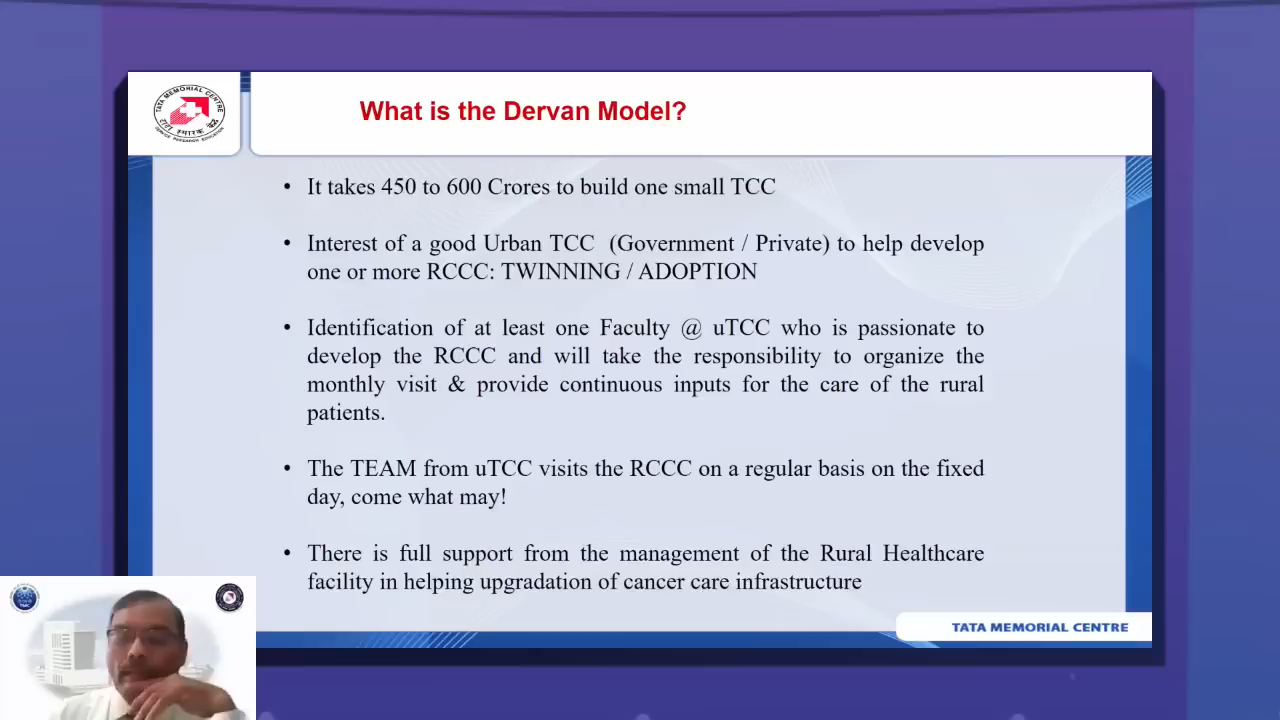 TATA MEMORIAL CENTRE
टाटा स्मारक केंद्र
What is the Dervan Model?
• It takes 450 to 600 Crores to build one small TCC
• Interest of a good Urban TCC (Government / Private) to help develop
one or more RCCC: TWINNING / ADOPTION
• Identification of at least one Faculty @ uTCC who is passionate to
develop the RCCC and will take the responsibility to organize the
monthly visit & provide continuous inputs for the care of the rural
patients.
• The TEAM from uTCC visits the RCCC on a regular basis on the fixed
day, come what may!
• There is full support from the management of the Rural Healthcare
facility in helping upgradation of cancer care infrastructure
TATA MEMORIAL CENTRE